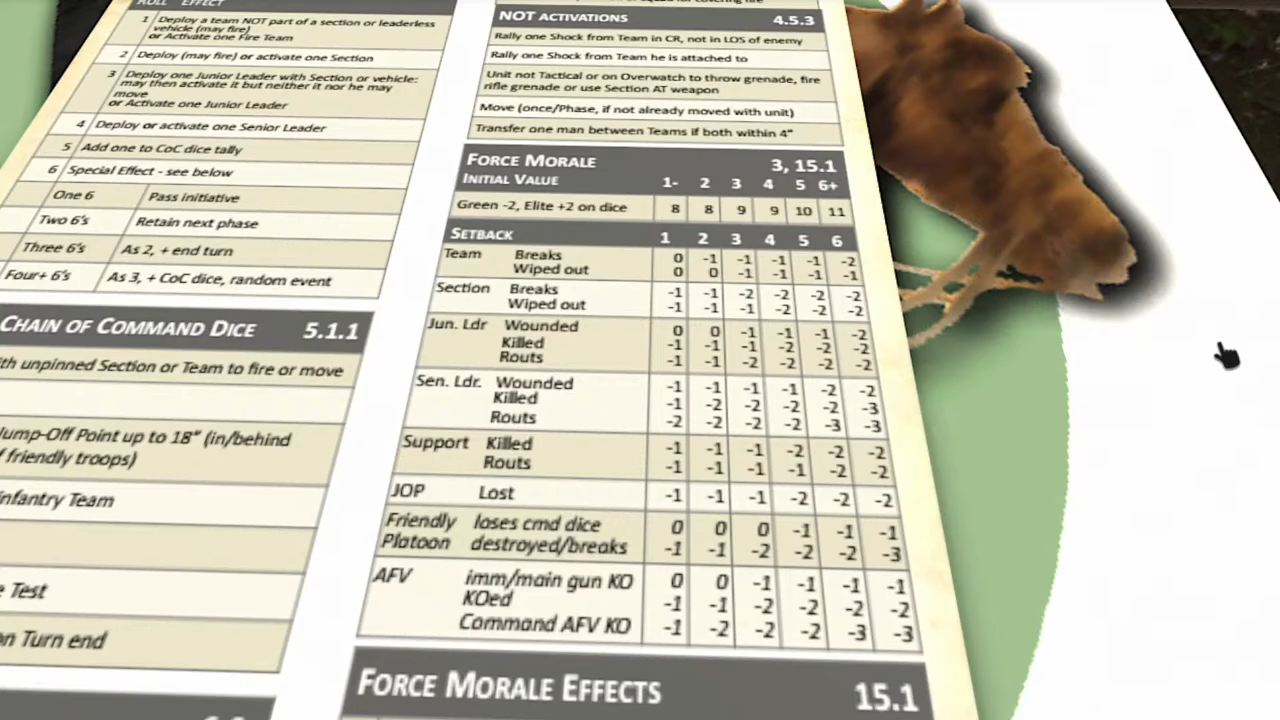 ROLL EFFECT
1 Deploy a team NOT part of a section or leaderless
vehicle (may fire)
or Activate one Fire Team
2 Deploy (may fire) or activate one Section
3 Deploy one Junior Leader with Section or vehicle:
may then activate it but neither it nor he may
move
or Activate one Junior Leader
4 Deploy or activate one Senior Leader
5 Add one to CoC dice tally
6 Special Effect - see below
One 6 Pass initiative
Two 6's Retain next phase
Three 6's As 2, + end turn
Four+ 6's As 3, + CoC dice, random event
CHAIN OF COMMAND DICE 5.1.1
unpinned Section or Team to fire or move
Jump-Off Point up to 18" (in/behind
friendly troops)
Infantry Team
Test
Turn end
NOT ACTIVATIONS 4.5.3
Rally one Shock from Team in CR, not in LOS of enemy
Rally one Shock from Team he is attached to
Unit not Tactical or on Overwatch to throw grenade, fire
rifle grenade or use Section AT weapon
Move (once/Phase, if not already moved with unit)
Transfer one man between Teams if both within 4"
FORCE MORALE 3, 15.1
INITIAL VALUE 1- 2 3 4 5 6+
Green -2, Elite +2 on dice 8 8 9 9 10 11
SETBACK 1 2 3 4 5 6
Team Breaks 0 -1 -1 -1 -1 -2
Wiped out 0 0 -1 -1 -1 -1
Section Breaks -1 -1 -2 -2 -2 -2
Wiped out -1 -1 -1 -2 -2 -2
Jun. Ldr Wounded 0 0 -1 -1 -1 -2
Killed -1 -1 -1 -2 -2 -2
Routs -1 -1 -2 -2 -2 -2
Sen. Ldr. Wounded -1 -1 -1 -1 -2 -2
Killed -1 -2 -2 -2 -2 -3
Routs -2 -2 -2 -2 -3 -3
Support Killed -1 -1 -1 -2 -2 -2
Routs -1 -1 -1 -1 -2 -2
JOP Lost -1 -1 -1 -2 -2 -2
Friendly loses cmd dice 0 0 0 -1 -1 -1
Platoon destroyed/breaks -1 -1 -2 -2 -2 -3
AFV imm/main gun KO 0 0 -1 -1 -1 -1
KOed -1 -1 -2 -2 -2 -2
Command AFV KO -1 -2 -2 -2 -3 -3
FORCE MORALE EFFECTS 15.1